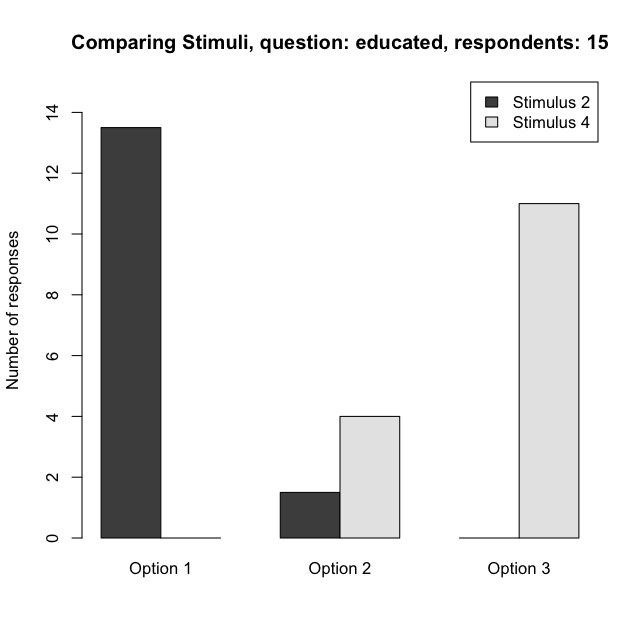 Comparing Stimuli, question: educated, respondents: 15
Stimulus 2
Stimulus 4
Number of responses
14
12
10
8
6
4
2
0
Option 1
Option 2
Option 3